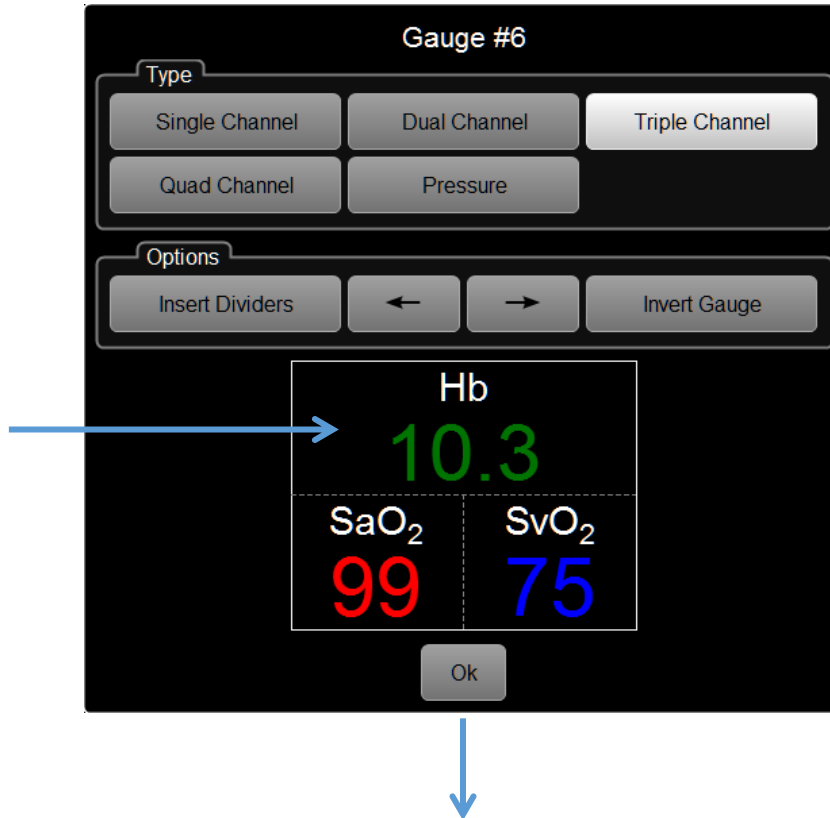 Gauge #6
Type
Single Channel Dual Channel Triple Channel
Quad Channel Pressure
Options
Insert Dividers ← → Invert Gauge
Hb
10.3
SaO₂ SvO₂
99 75
Ok